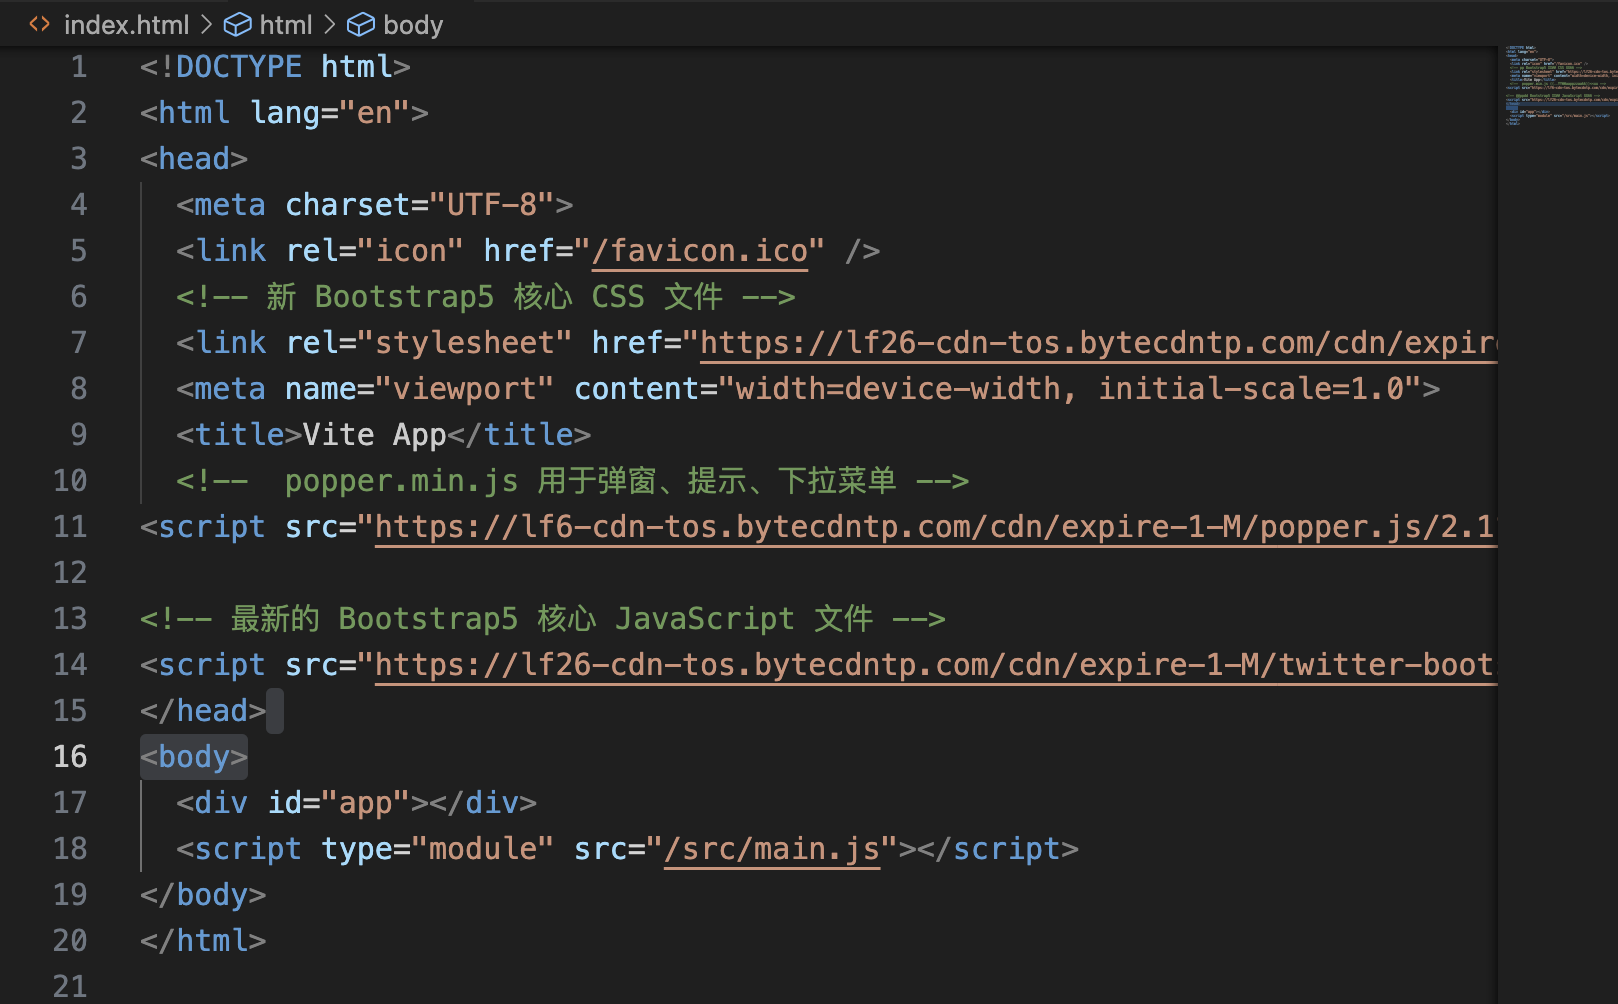 index.html > html > body
1 <!DOCTYPE html>
2 <html lang="en">
3 <head>
4 <meta charset="UTF-8">
5 <link rel="icon" href="/favicon.ico" />
6 <!-- 新 Bootstrap5 核心 CSS 文件 -->
7 <link rel="stylesheet" href="https://lf26-cdn-tos.bytecdntp.com/cdn/expire
8 <meta name="viewport" content="width=device-width, initial-scale=1.0">
9 <title>Vite App</title>
10 <!--  popper.min.js 用于弹窗、提示、下拉菜单 -->
11 <script src="https://lf6-cdn-tos.bytecdntp.com/cdn/expire-1-M/popper.js/2.1
12
13 <!-- 最新的 Bootstrap5 核心 JavaScript 文件 -->
14 <script src="https://lf26-cdn-tos.bytecdntp.com/cdn/expire-1-M/twitter-boot
15 </head>
16 <body>
17 <div id="app"></div>
18 <script type="module" src="/src/main.js"></script>
19 </body>
20 </html>
21